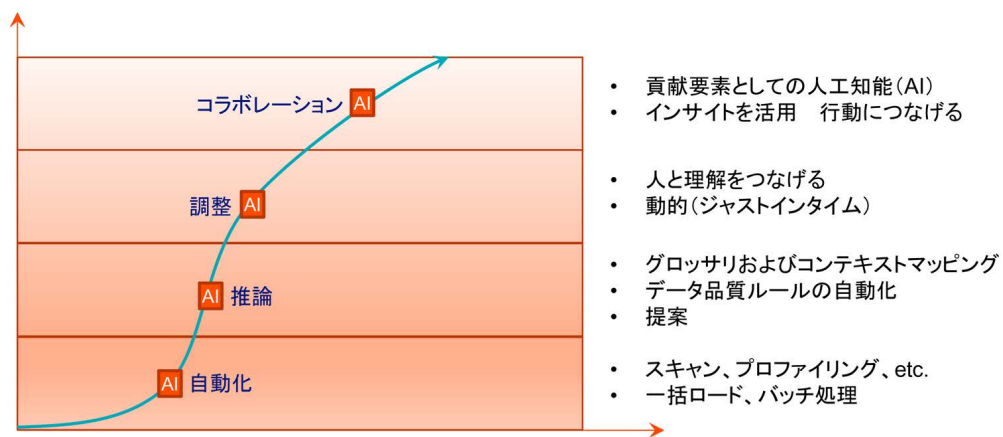 コラボレーション AI
調整 AI
AI 推論
AI 自動化
• 貢献要素としての人工知能(AI)
• インサイトを活用　行動につなげる
• 人と理解をつなげる
• 動的(ジャストインタイム)
• グロッサリおよびコンテキストマッピング
• データ品質ルールの自動化
• 提案
• スキャン、プロファイリング、etc.
• 一括ロード、バッチ処理